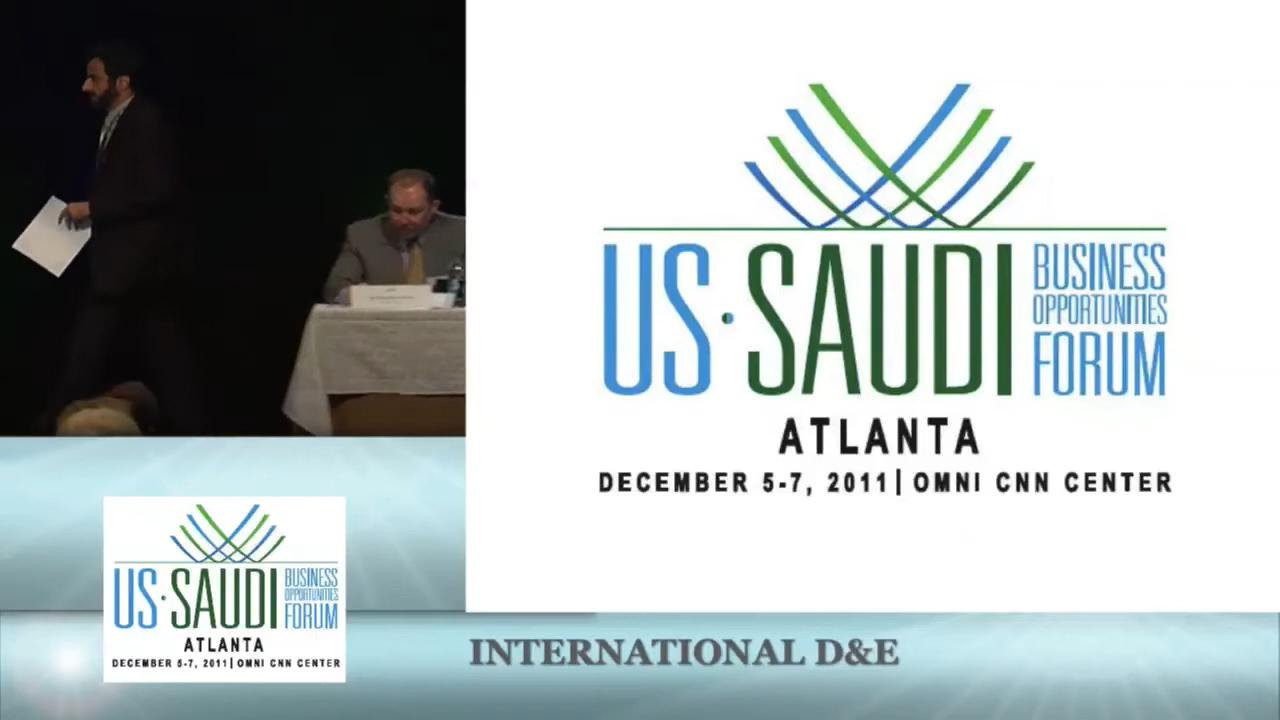 US·SAUDI BUSINESS
OPPORTUNITIES
FORUM
ATLANTA
DECEMBER 5-7, 2011| OMNI CNN CENTER
US·SAUDI BUSINESS
OPPORTUNITIES
FORUM
ATLANTA
DECEMBER 5-7, 2011| OMNI CNN CENTER
INTERNATIONAL D&E